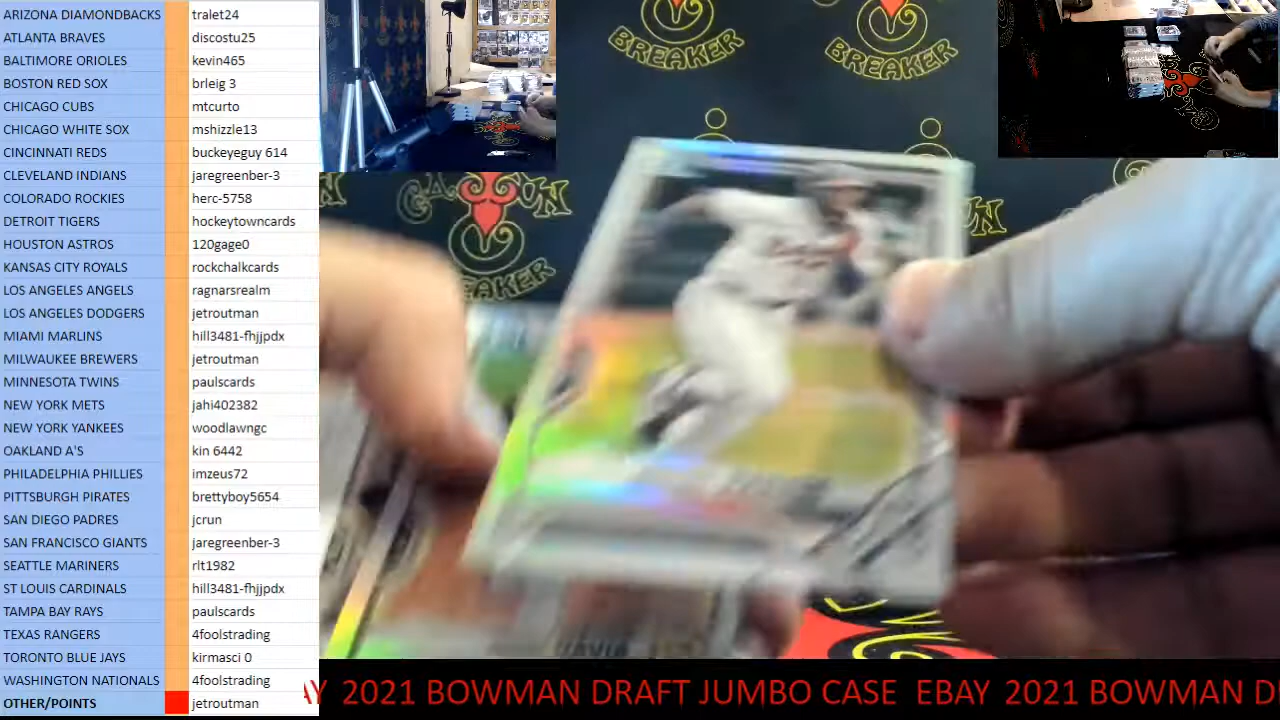 ARIZONA DIAMONDBACKS tralet24
ATLANTA BRAVES discostu25
BALTIMORE ORIOLES kevin465
BOSTON RED SOX brleig 3
CHICAGO CUBS mtcurto
CHICAGO WHITE SOX mshizzle13
CINCINNATI REDS buckeyeguy 614
CLEVELAND INDIANS jaregreenber-3
COLORADO ROCKIES herc-5758
DETROIT TIGERS hockeytowncards
HOUSTON ASTROS 120gage0
KANSAS CITY ROYALS rockchalkcards
LOS ANGELES ANGELS ragnarsrealm
LOS ANGELES DODGERS jetroutman
MIAMI MARLINS hill3481-fhjjpdx
MILWAUKEE BREWERS jetroutman
MINNESOTA TWINS paulscards
NEW YORK METS jahi402382
NEW YORK YANKEES woodlawngc
OAKLAND A'S kin 6442
PHILADELPHIA PHILLIES imzeus72
PITTSBURGH PIRATES brettyboy5654
SAN DIEGO PADRES jcrun
SAN FRANCISCO GIANTS jaregreenber-3
SEATTLE MARINERS rlt1982
ST LOUIS CARDINALS hill3481-fhjjpdx
TAMPA BAY RAYS paulscards
TEXAS RANGERS 4foolstrading
TORONTO BLUE JAYS kirmasci 0
WASHINGTON NATIONALS 4foolstrading
OTHER POINTS jetroutman
BREAKER
BREAKER
BREAKER
DAVIS
Y 2021 BOWMAN DRAFT JUMBO CASE EBAY 2021 BOWMAN D